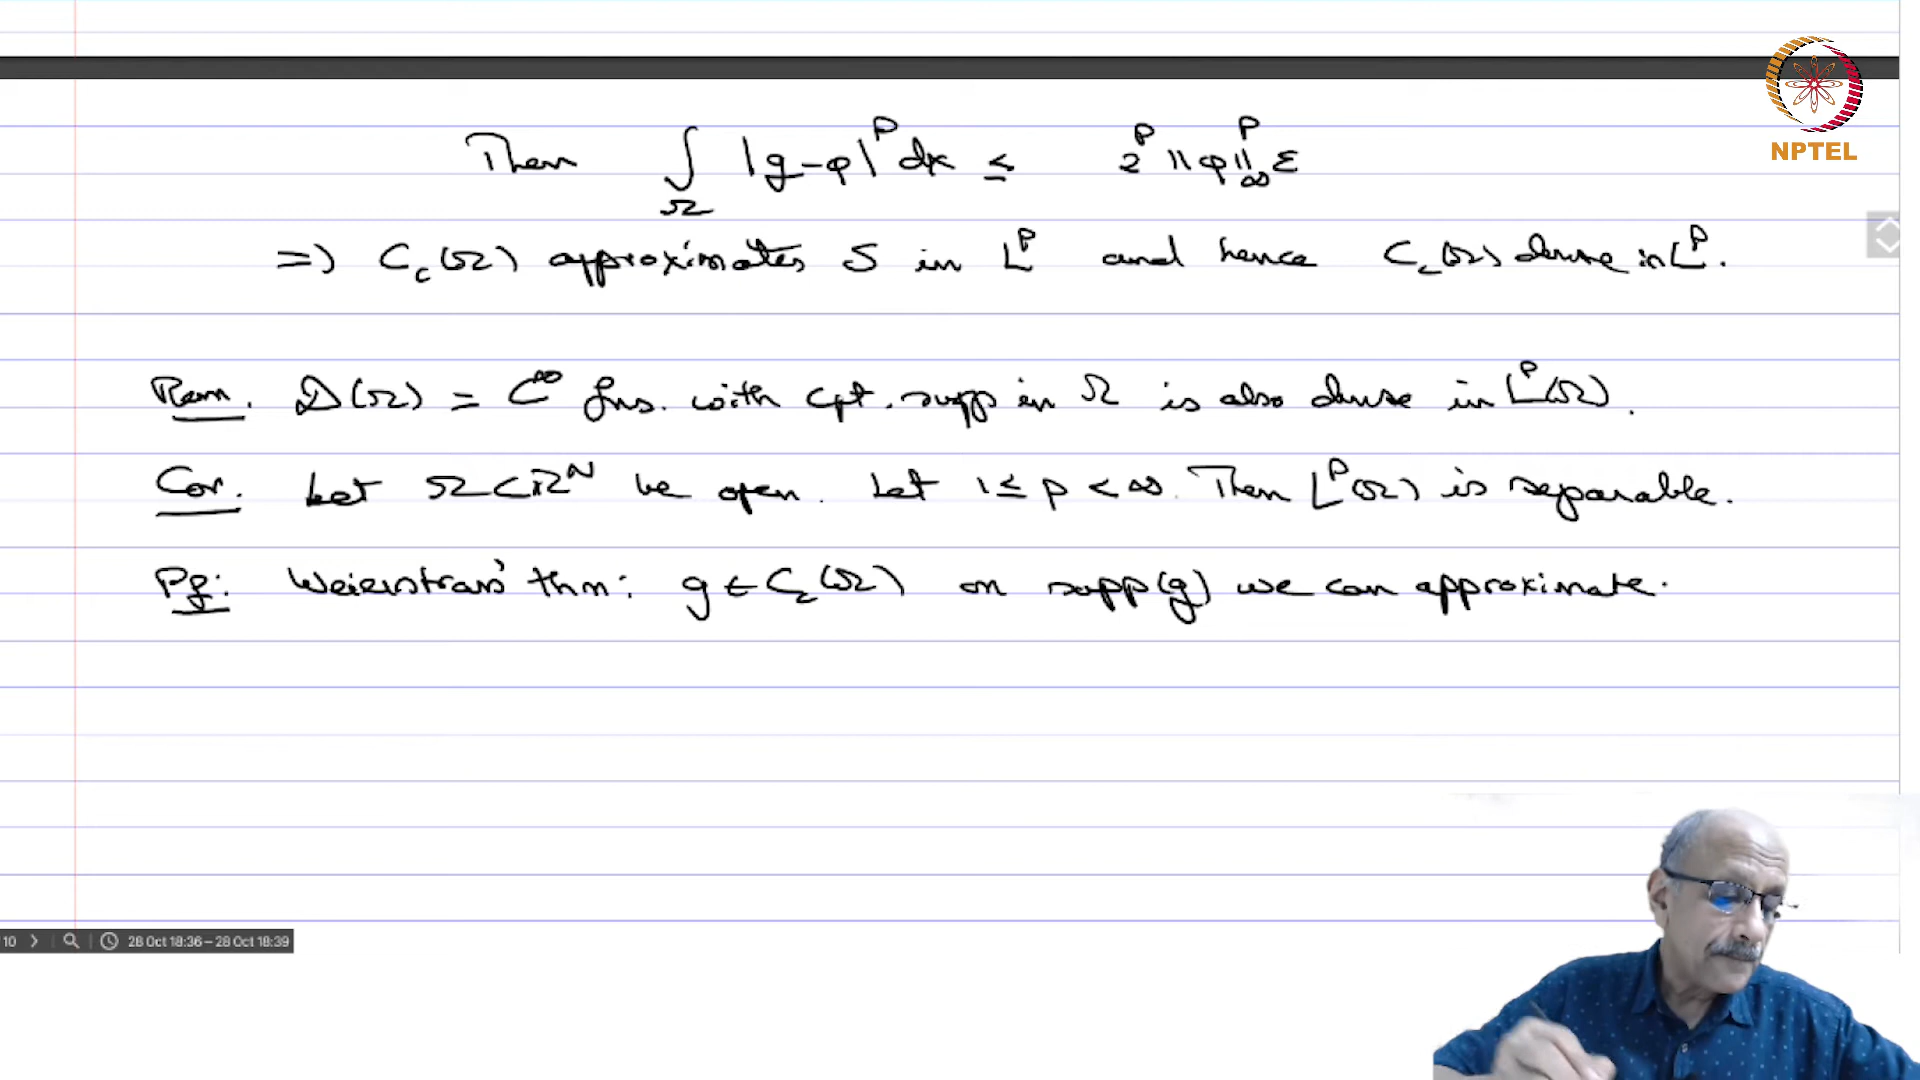 NPTEL
Then ∫_Ω |g-φ|^p dx ≤ 2^p ||φ||_∞^p ε
=> C_c(Ω) approximates S in L^p and hence C_c(Ω) dense in L^p.
Rem. D(Ω) = C^∞ fns. with cpt. supp in Ω is also dense in L^p(Ω).
Cor. Let Ω⊂ℝ^N be open. Let 1≤p<∞. Then L^p(Ω) is separable.
Pf: Weierstrass' thm: g∈C_c(Ω) on supp(g) we can approximate.
10 28 Oct 18:36 – 28 Oct 18:39